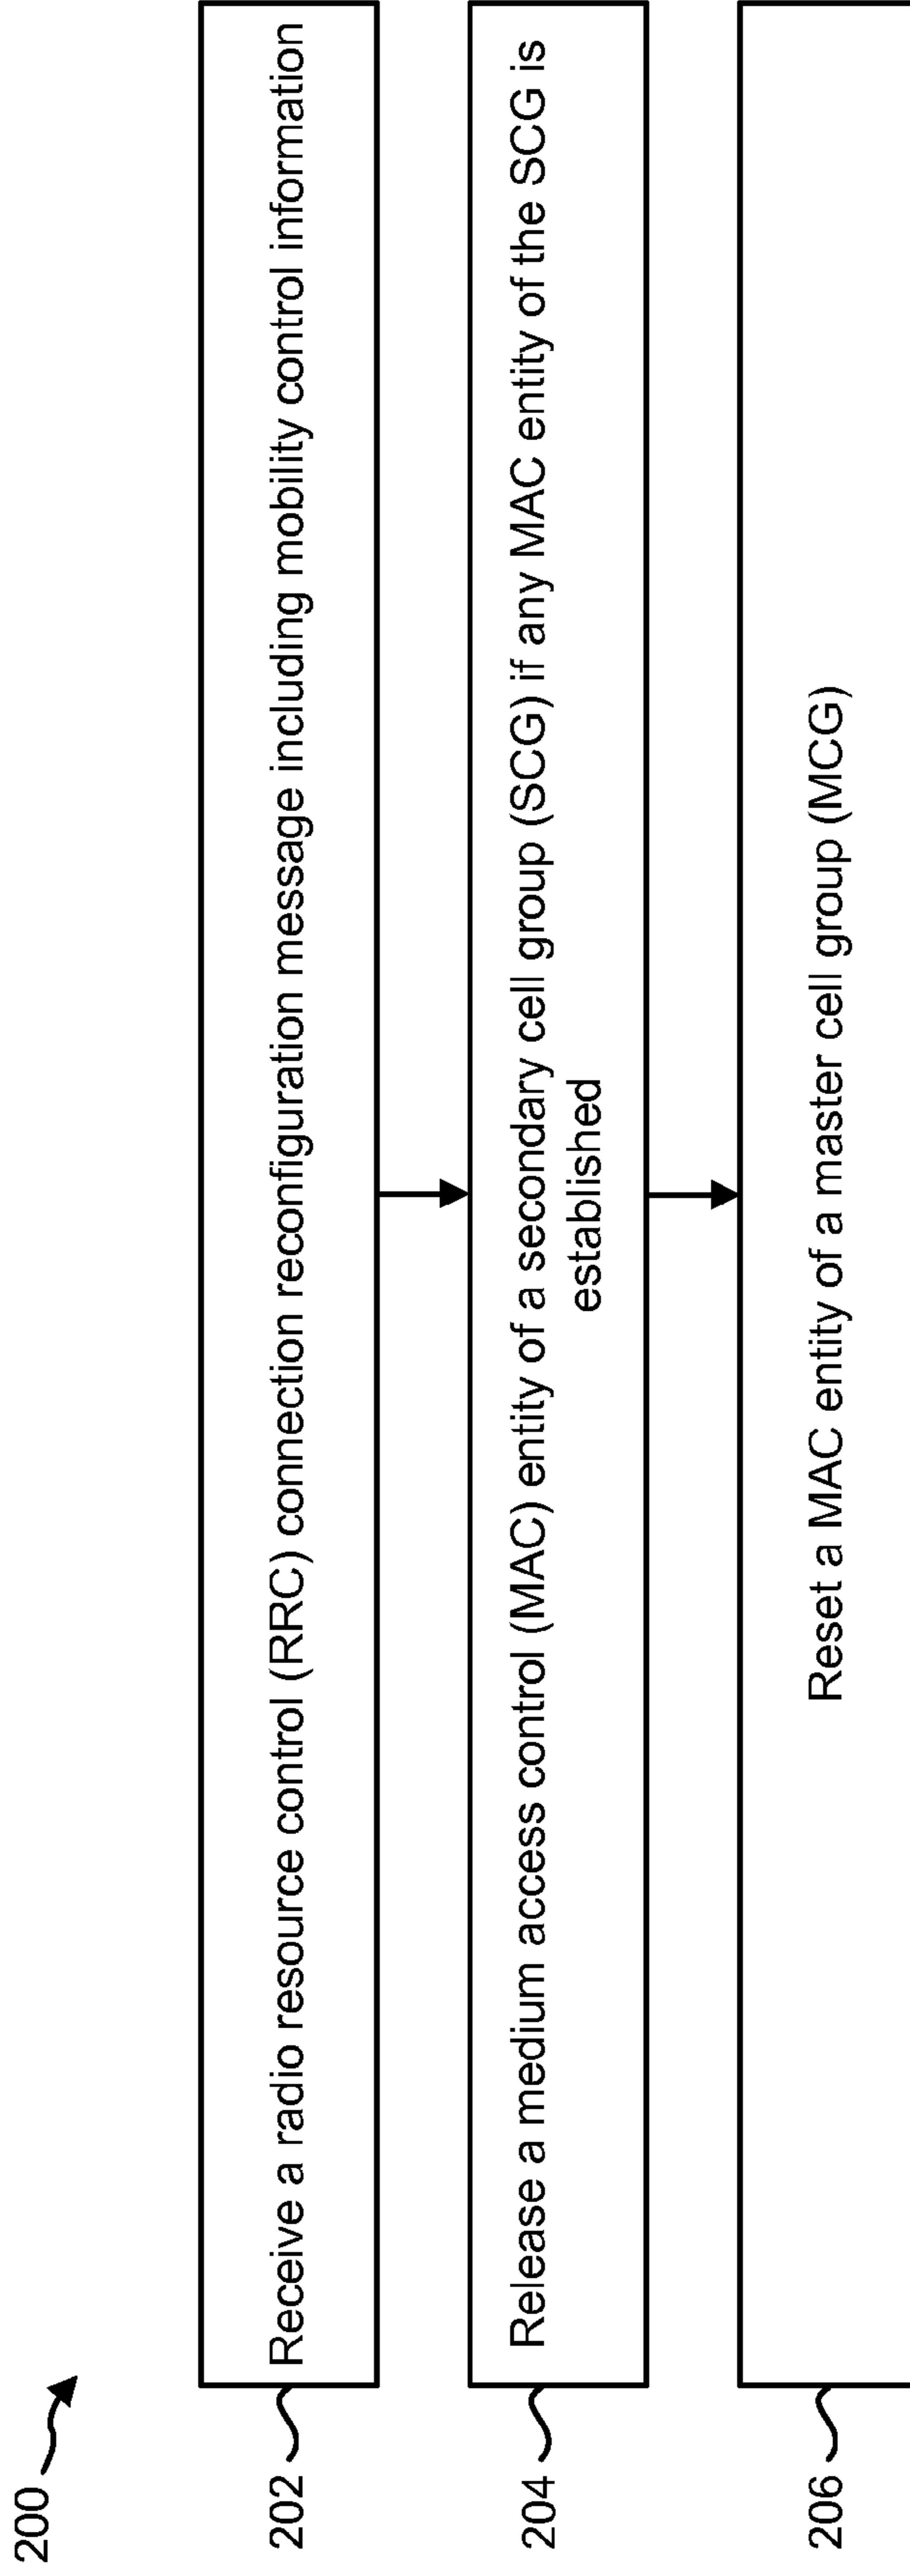 200
202
Receive a radio resource control (RRC) connection reconfiguration message including mobility control information
204
Release a medium access control (MAC) entity of a secondary cell group (SCG) if any MAC entity of the SCG is
established
206
Reset a MAC entity of a master cell group (MCG)